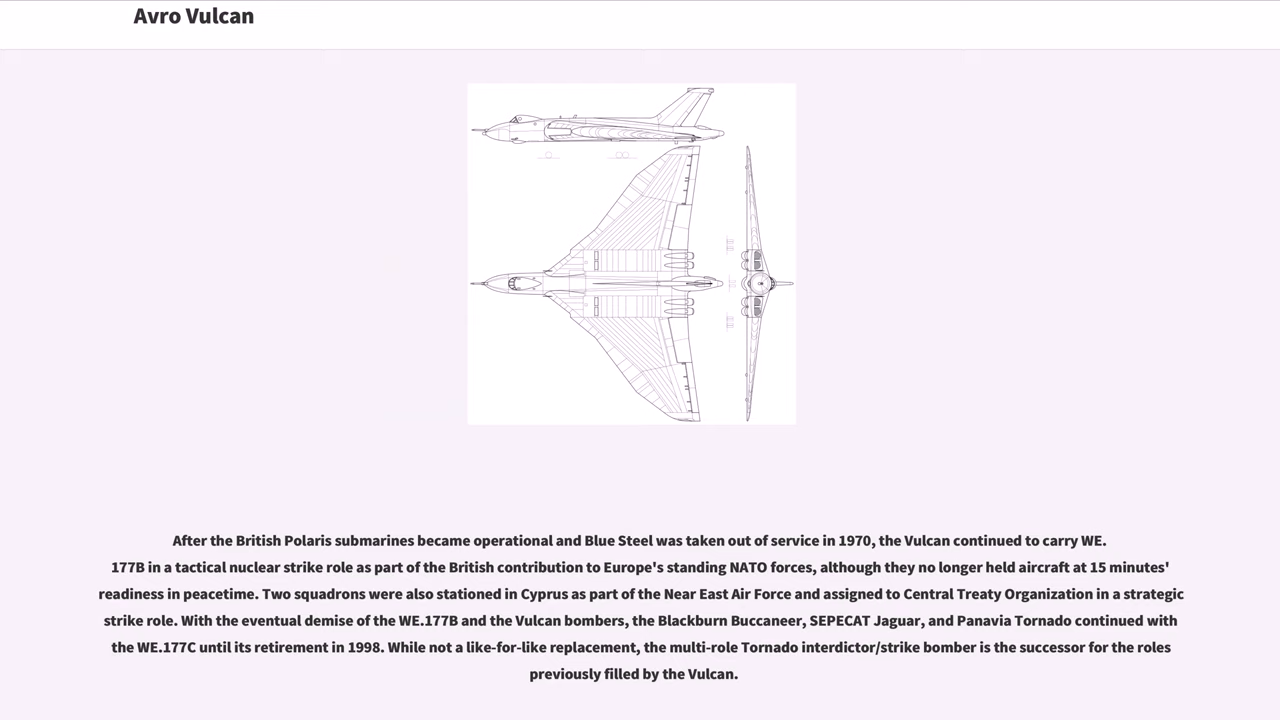 Avro Vulcan
After the British Polaris submarines became operational and Blue Steel was taken out of service in 1970, the Vulcan continued to carry WE.
177B in a tactical nuclear strike role as part of the British contribution to Europe's standing NATO forces, although they no longer held aircraft at 15 minutes'
readiness in peacetime. Two squadrons were also stationed in Cyprus as part of the Near East Air Force and assigned to Central Treaty Organization in a strategic
strike role. With the eventual demise of the WE.177B and the Vulcan bombers, the Blackburn Buccaneer, SEPECAT Jaguar, and Panavia Tornado continued with
the WE.177C until its retirement in 1998. While not a like-for-like replacement, the multi-role Tornado interdictor/strike bomber is the successor for the roles
previously filled by the Vulcan.